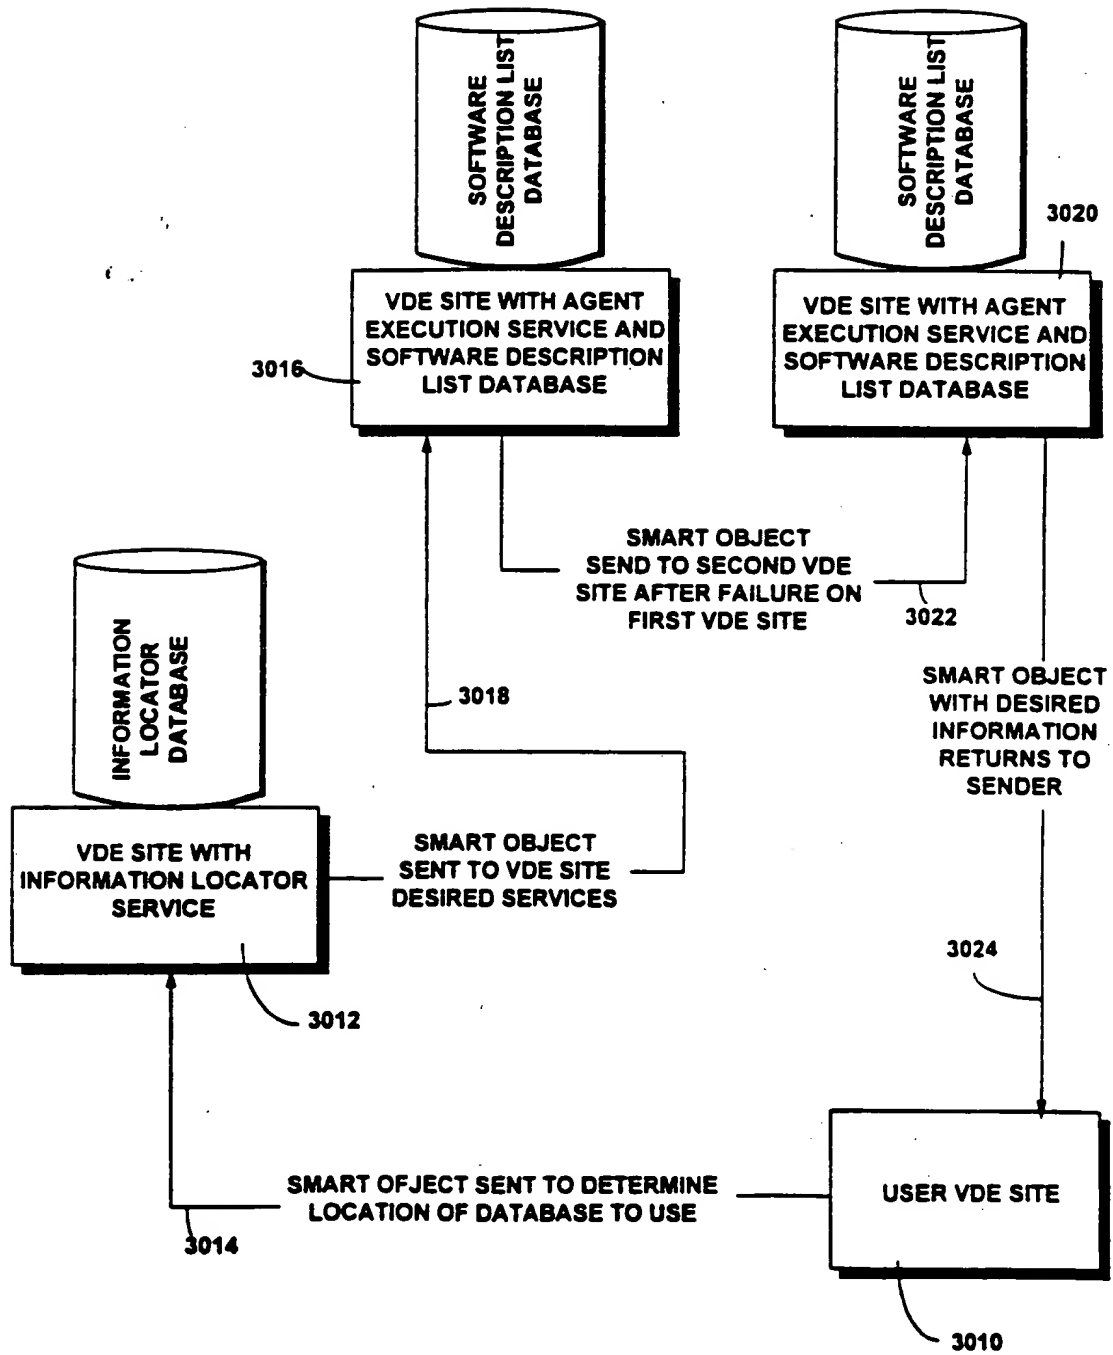 SOFTWARE
DESCRIPTION LIST
DATABASE
SOFTWARE
DESCRIPTION LIST
DATABASE
3020
VDE SITE WITH AGENT
EXECUTION SERVICE AND
SOFTWARE DESCRIPTION
LIST DATABASE
3016
VDE SITE WITH AGENT
EXECUTION SERVICE AND
SOFTWARE DESCRIPTION
LIST DATABASE
SMART OBJECT
SEND TO SECOND VDE
SITE AFTER FAILURE ON
FIRST VDE SITE
3022
INFORMATION
LOCATOR
DATABASE
3018
SMART OBJECT
WITH DESIRED
INFORMATION
RETURNS TO
SENDER
VDE SITE WITH
INFORMATION LOCATOR
SERVICE
SMART OBJECT
SENT TO VDE SITE
DESIRED SERVICES
3012
3024
SMART OFJECT SENT TO DETERMINE
LOCATION OF DATABASE TO USE
3014
USER VDE SITE
3010